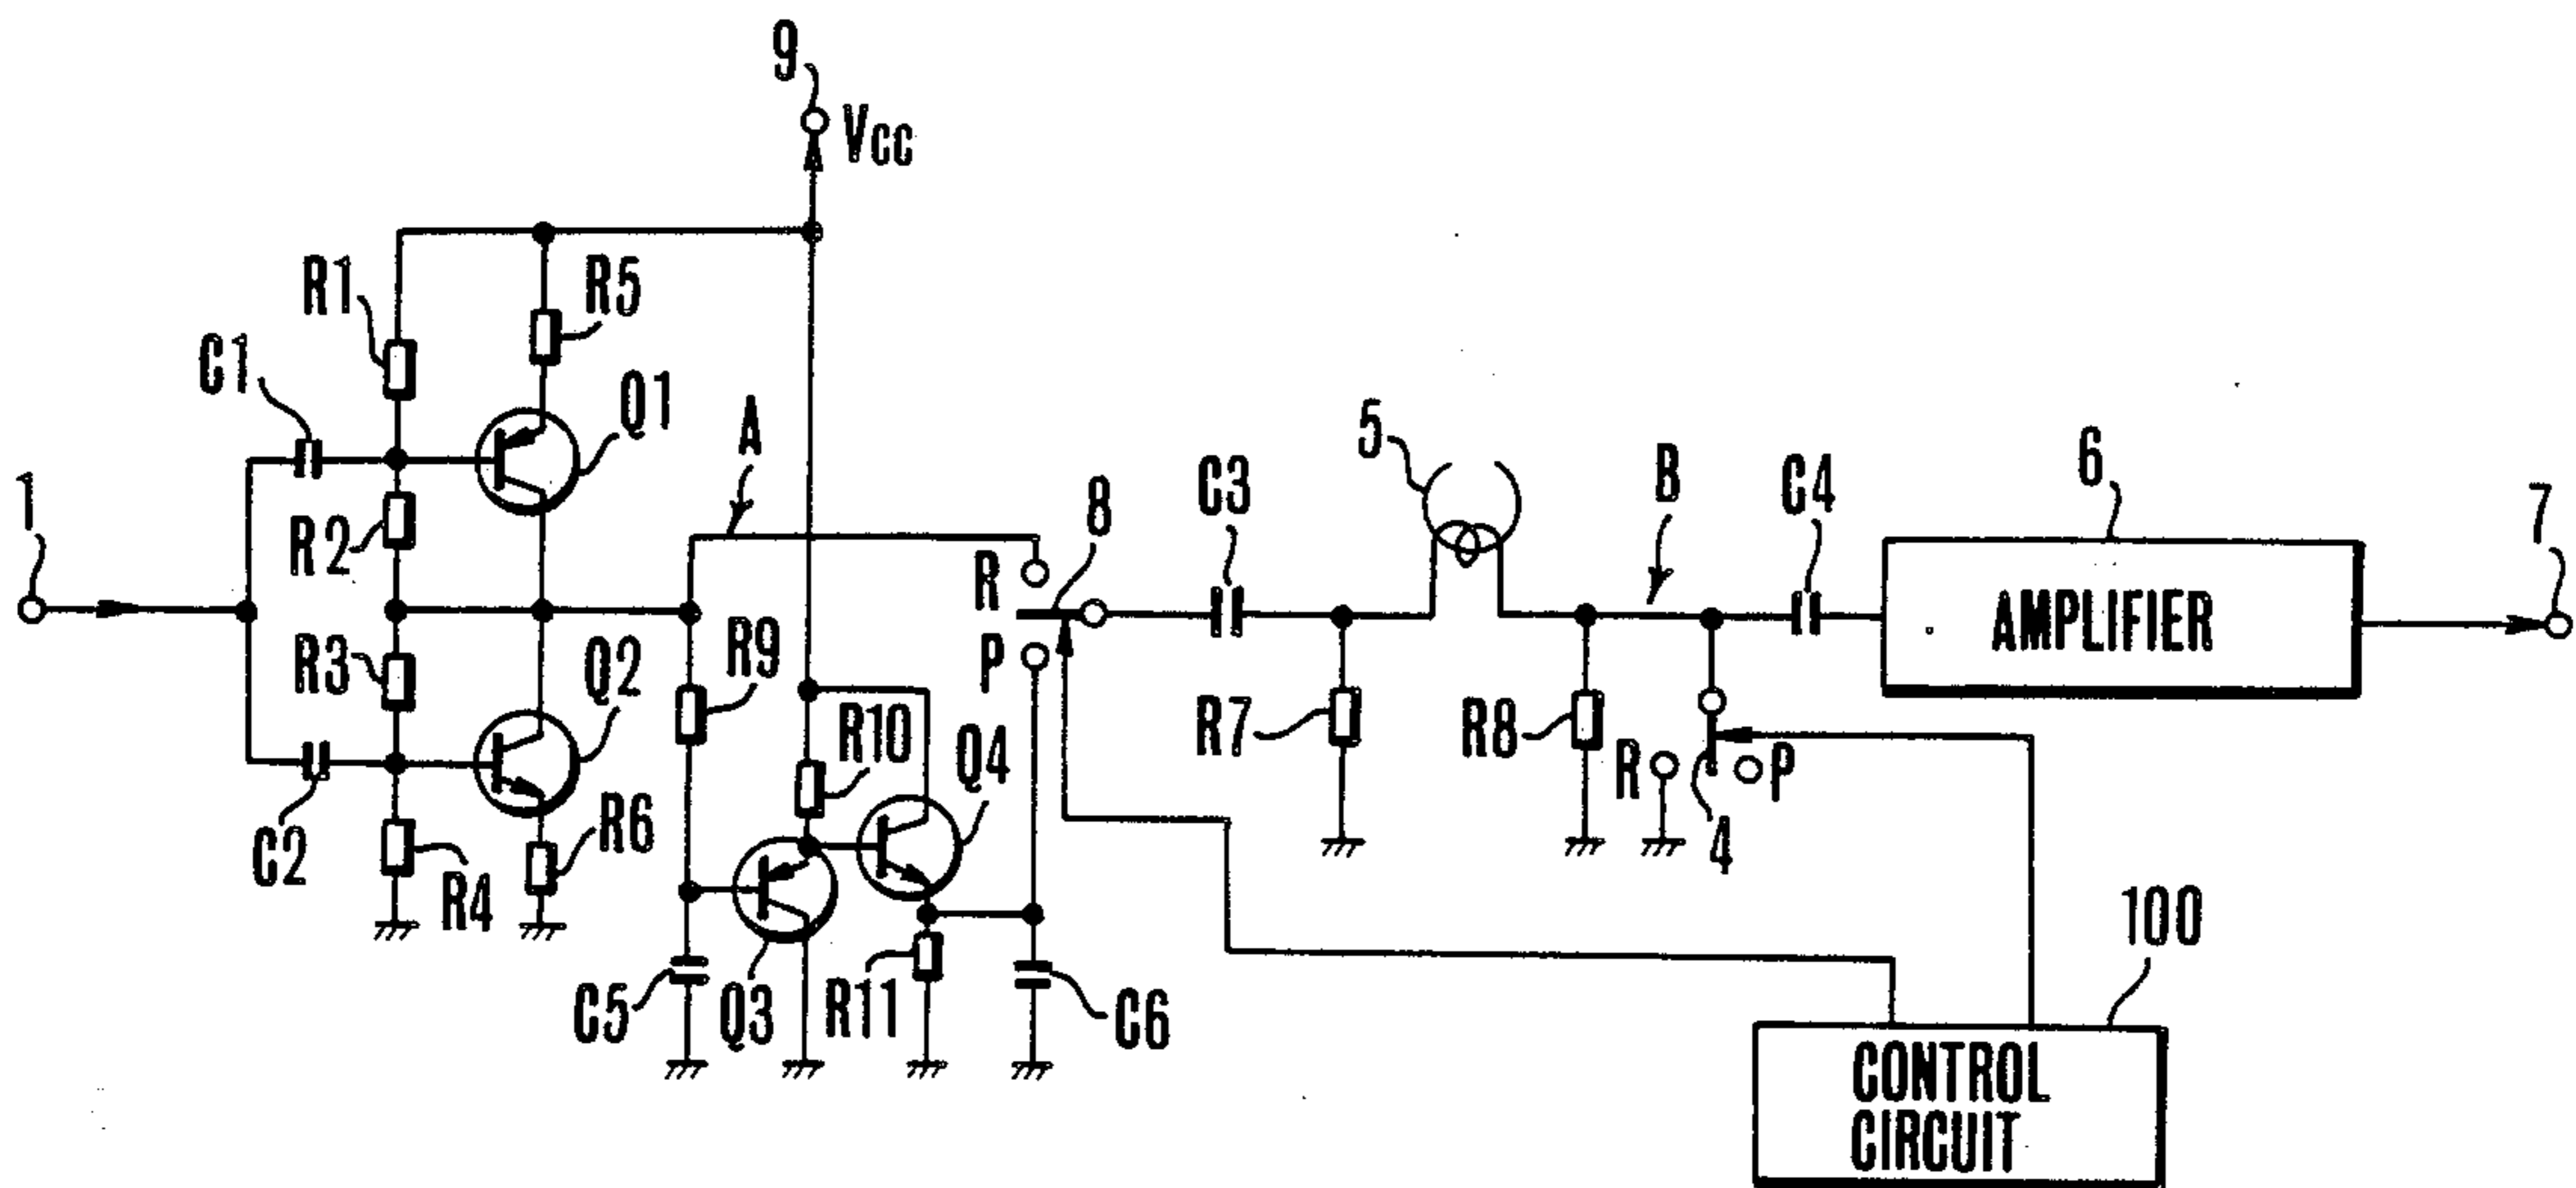 9
Vcc
R1
R5
C1
Q1
A
5
B
6
1
C3
8
C4
7
R2
R
AMPLIFIER
R3
Q2
R9
P
R10
R7
R8
Q4
R
P
C2
R6
4
R4
100
C5
Q3
R11
C6
CONTROL
CIRCUIT